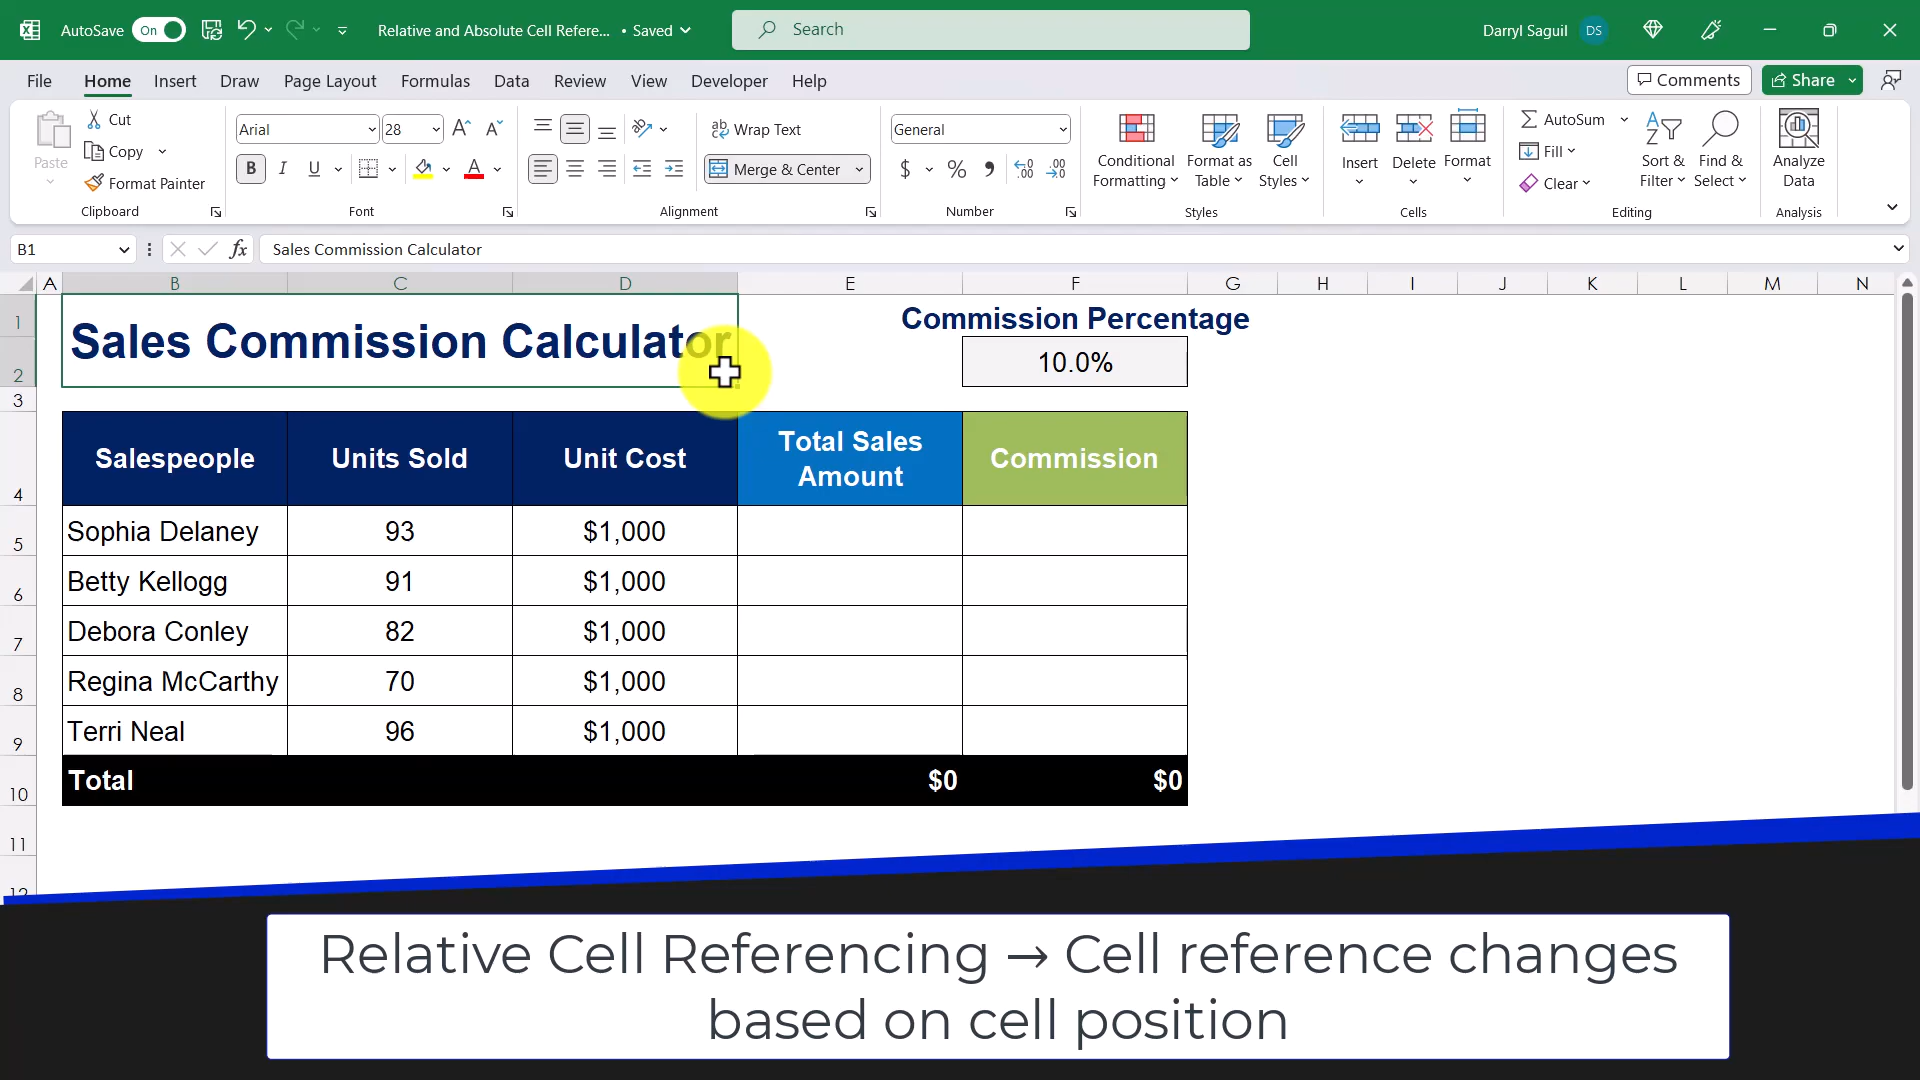 AutoSave On Relative and Absolute Cell Refere... • Saved Search Darryl Saguil DS
File Home Insert Draw Page Layout Formulas Data Review View Developer Help Comments Share
Paste Cut Copy Format Painter Clipboard
Arial 28 B I U A Font
Wrap Text Merge & Center Alignment
General $ % , Number
Conditional Formatting Format as Table Cell Styles Styles
Insert Delete Format Cells
AutoSum Fill Clear Sort & Filter Find & Select Editing
Analyze Data Analysis
B1 fx Sales Commission Calculator
A B C D E F G H I J K L M N
1 Sales Commission Calculator Commission Percentage
2 10.0%
3
4 Salespeople Units Sold Unit Cost Total Sales Amount Commission
5 Sophia Delaney 93 $1,000
6 Betty Kellogg 91 $1,000
7 Debora Conley 82 $1,000
8 Regina McCarthy 70 $1,000
9 Terri Neal 96 $1,000
10 Total $0 $0
11
12
Relative Cell Referencing → Cell reference changes
based on cell position